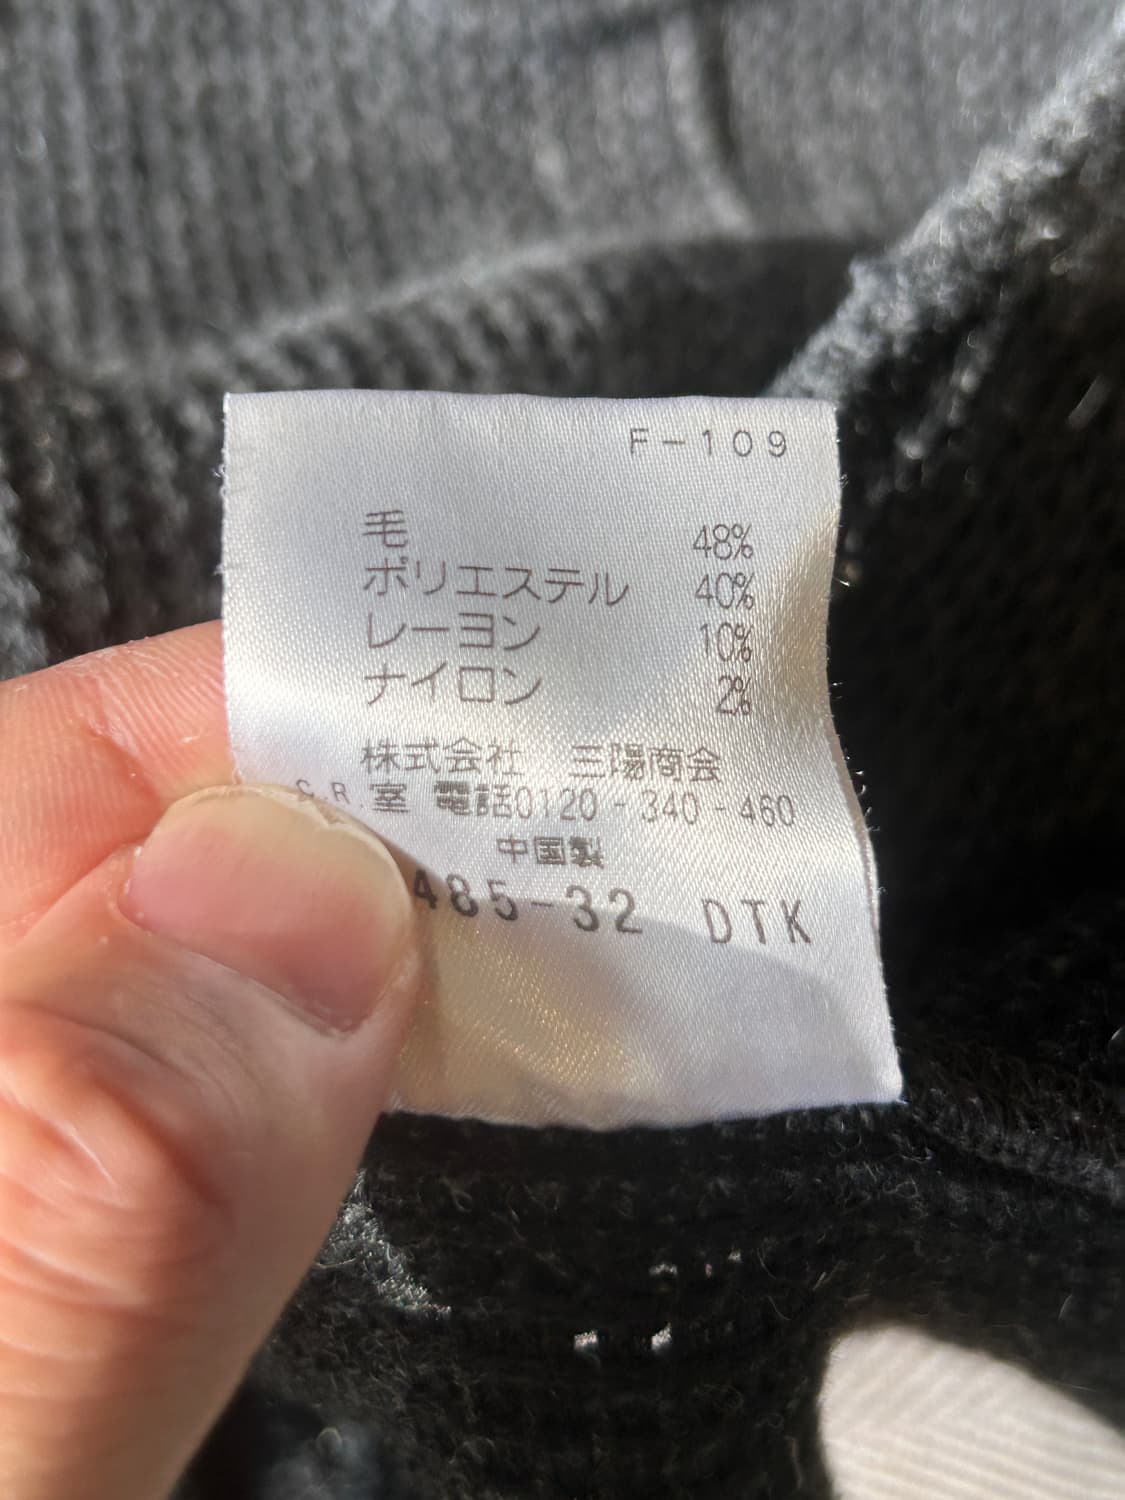 F-109
毛 48%
ポリエステル 40%
レーヨン 10%
ナイロン 2%
株式会社 三陽商会
C.R.室 電話0120-340-460
中国製
485-32 DTK